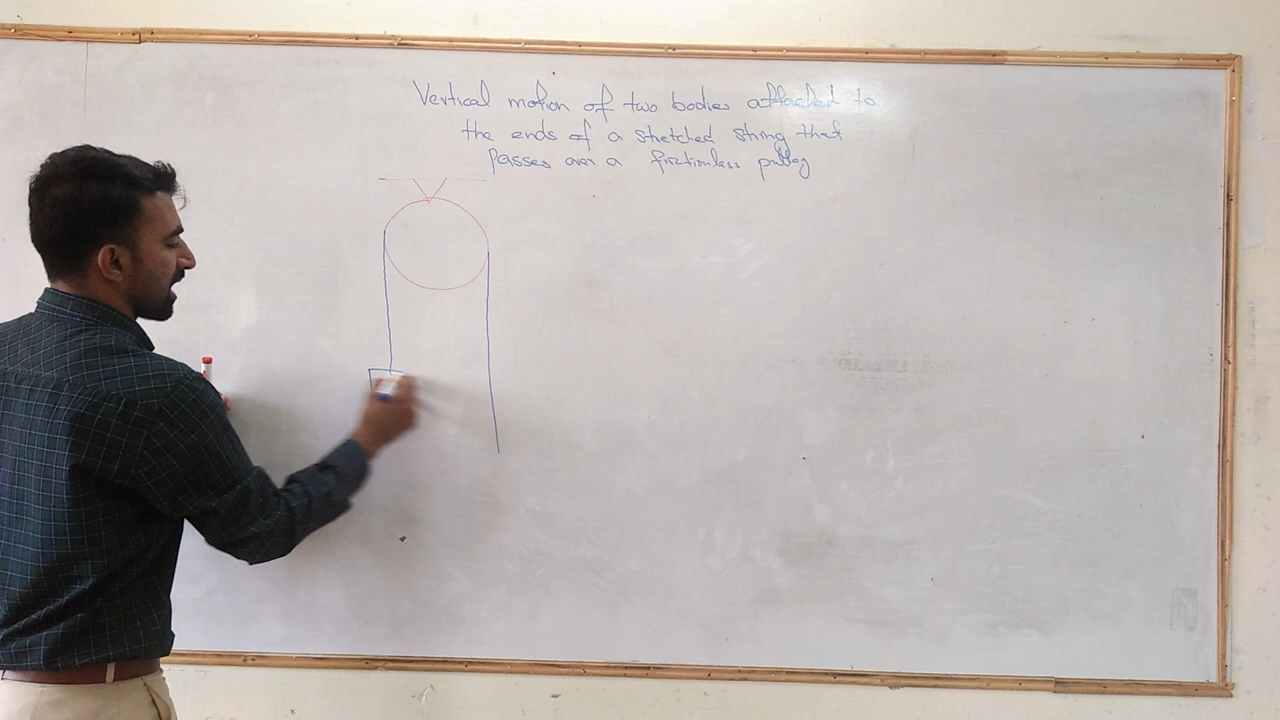 Vertical motion of two bodies attached to
the ends of a stretched string that
Passes over a frictionless pulley